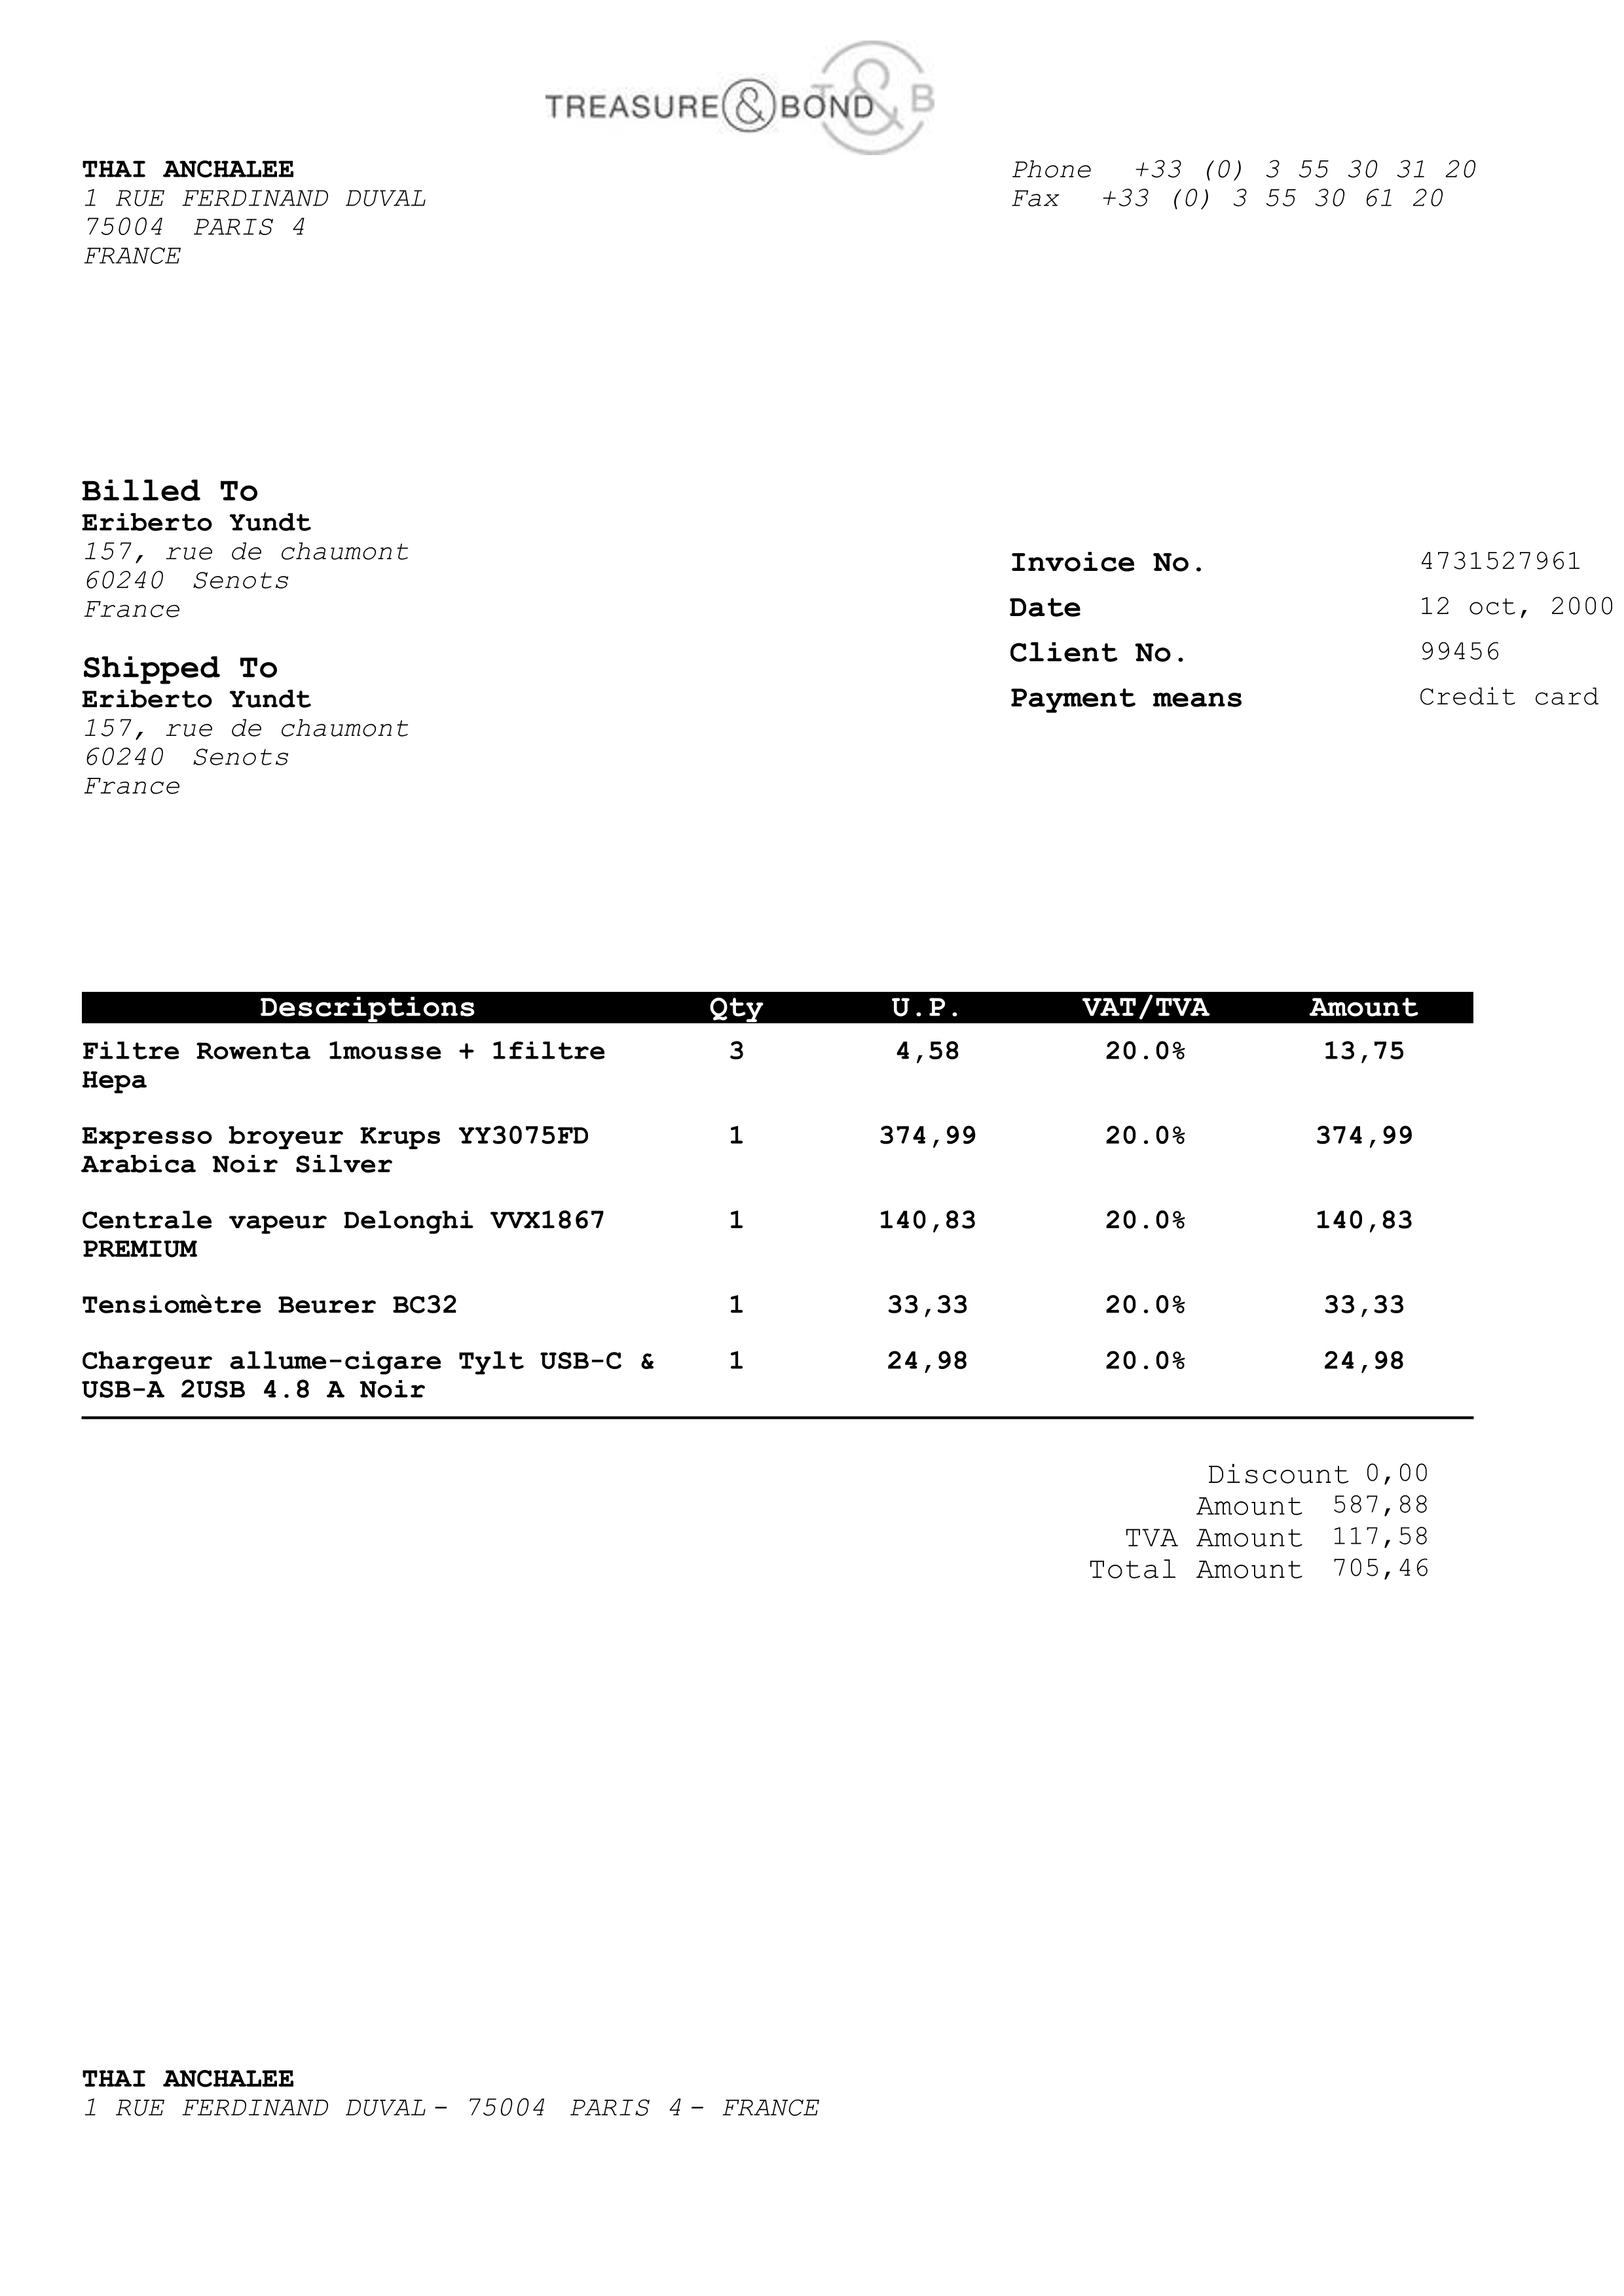 TREASURE & BOND T & B
THAI ANCHALEE
1 RUE FERDINAND DUVAL
75004 PARIS 4
FRANCE
Phone +33 (0) 3 55 30 31 20
Fax +33 (0) 3 55 30 61 20
Billed To
Eriberto Yundt
157, rue de chaumont
60240 Senots
France
Shipped To
Eriberto Yundt
157, rue de chaumont
60240 Senots
France
Invoice No. 4731527961
Date 12 oct, 2000
Client No. 99456
Payment means Credit card
Descriptions Qty U.P. VAT/TVA Amount
Filtre Rowenta 1mousse + 1filtre 3 4,58 20.0% 13,75
Hepa
Expresso broyeur Krups YY3075FD 1 374,99 20.0% 374,99
Arabica Noir Silver
Centrale vapeur Delonghi VVX1867 1 140,83 20.0% 140,83
PREMIUM
Tensiomètre Beurer BC32 1 33,33 20.0% 33,33
Chargeur allume-cigare Tylt USB-C & 1 24,98 20.0% 24,98
USB-A 2USB 4.8 A Noir
Discount 0,00
Amount 587,88
TVA Amount 117,58
Total Amount 705,46
THAI ANCHALEE
1 RUE FERDINAND DUVAL - 75004 PARIS 4 - FRANCE